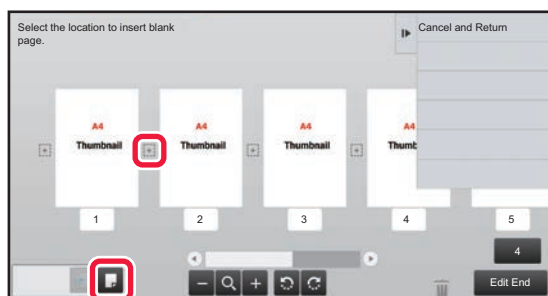 Select the location to insert blank
page.
Cancel and Return
A4
Thumbnail
A4
Thumbnail
A4
Thumbnail
A4
Thumb
1
2
3
4
5
4
Edit End